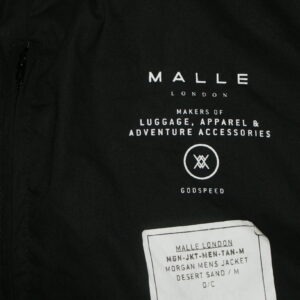 MALLE
LONDON
MAKERS OF
LUGGAGE, APPAREL &
ADVENTURE ACCESSORIES
GODSPEED
MALLE LONDON
MGN-JKT-MEN-TAN-M
MORGAN MENS JACKET
DESERT SAND / M
O/C